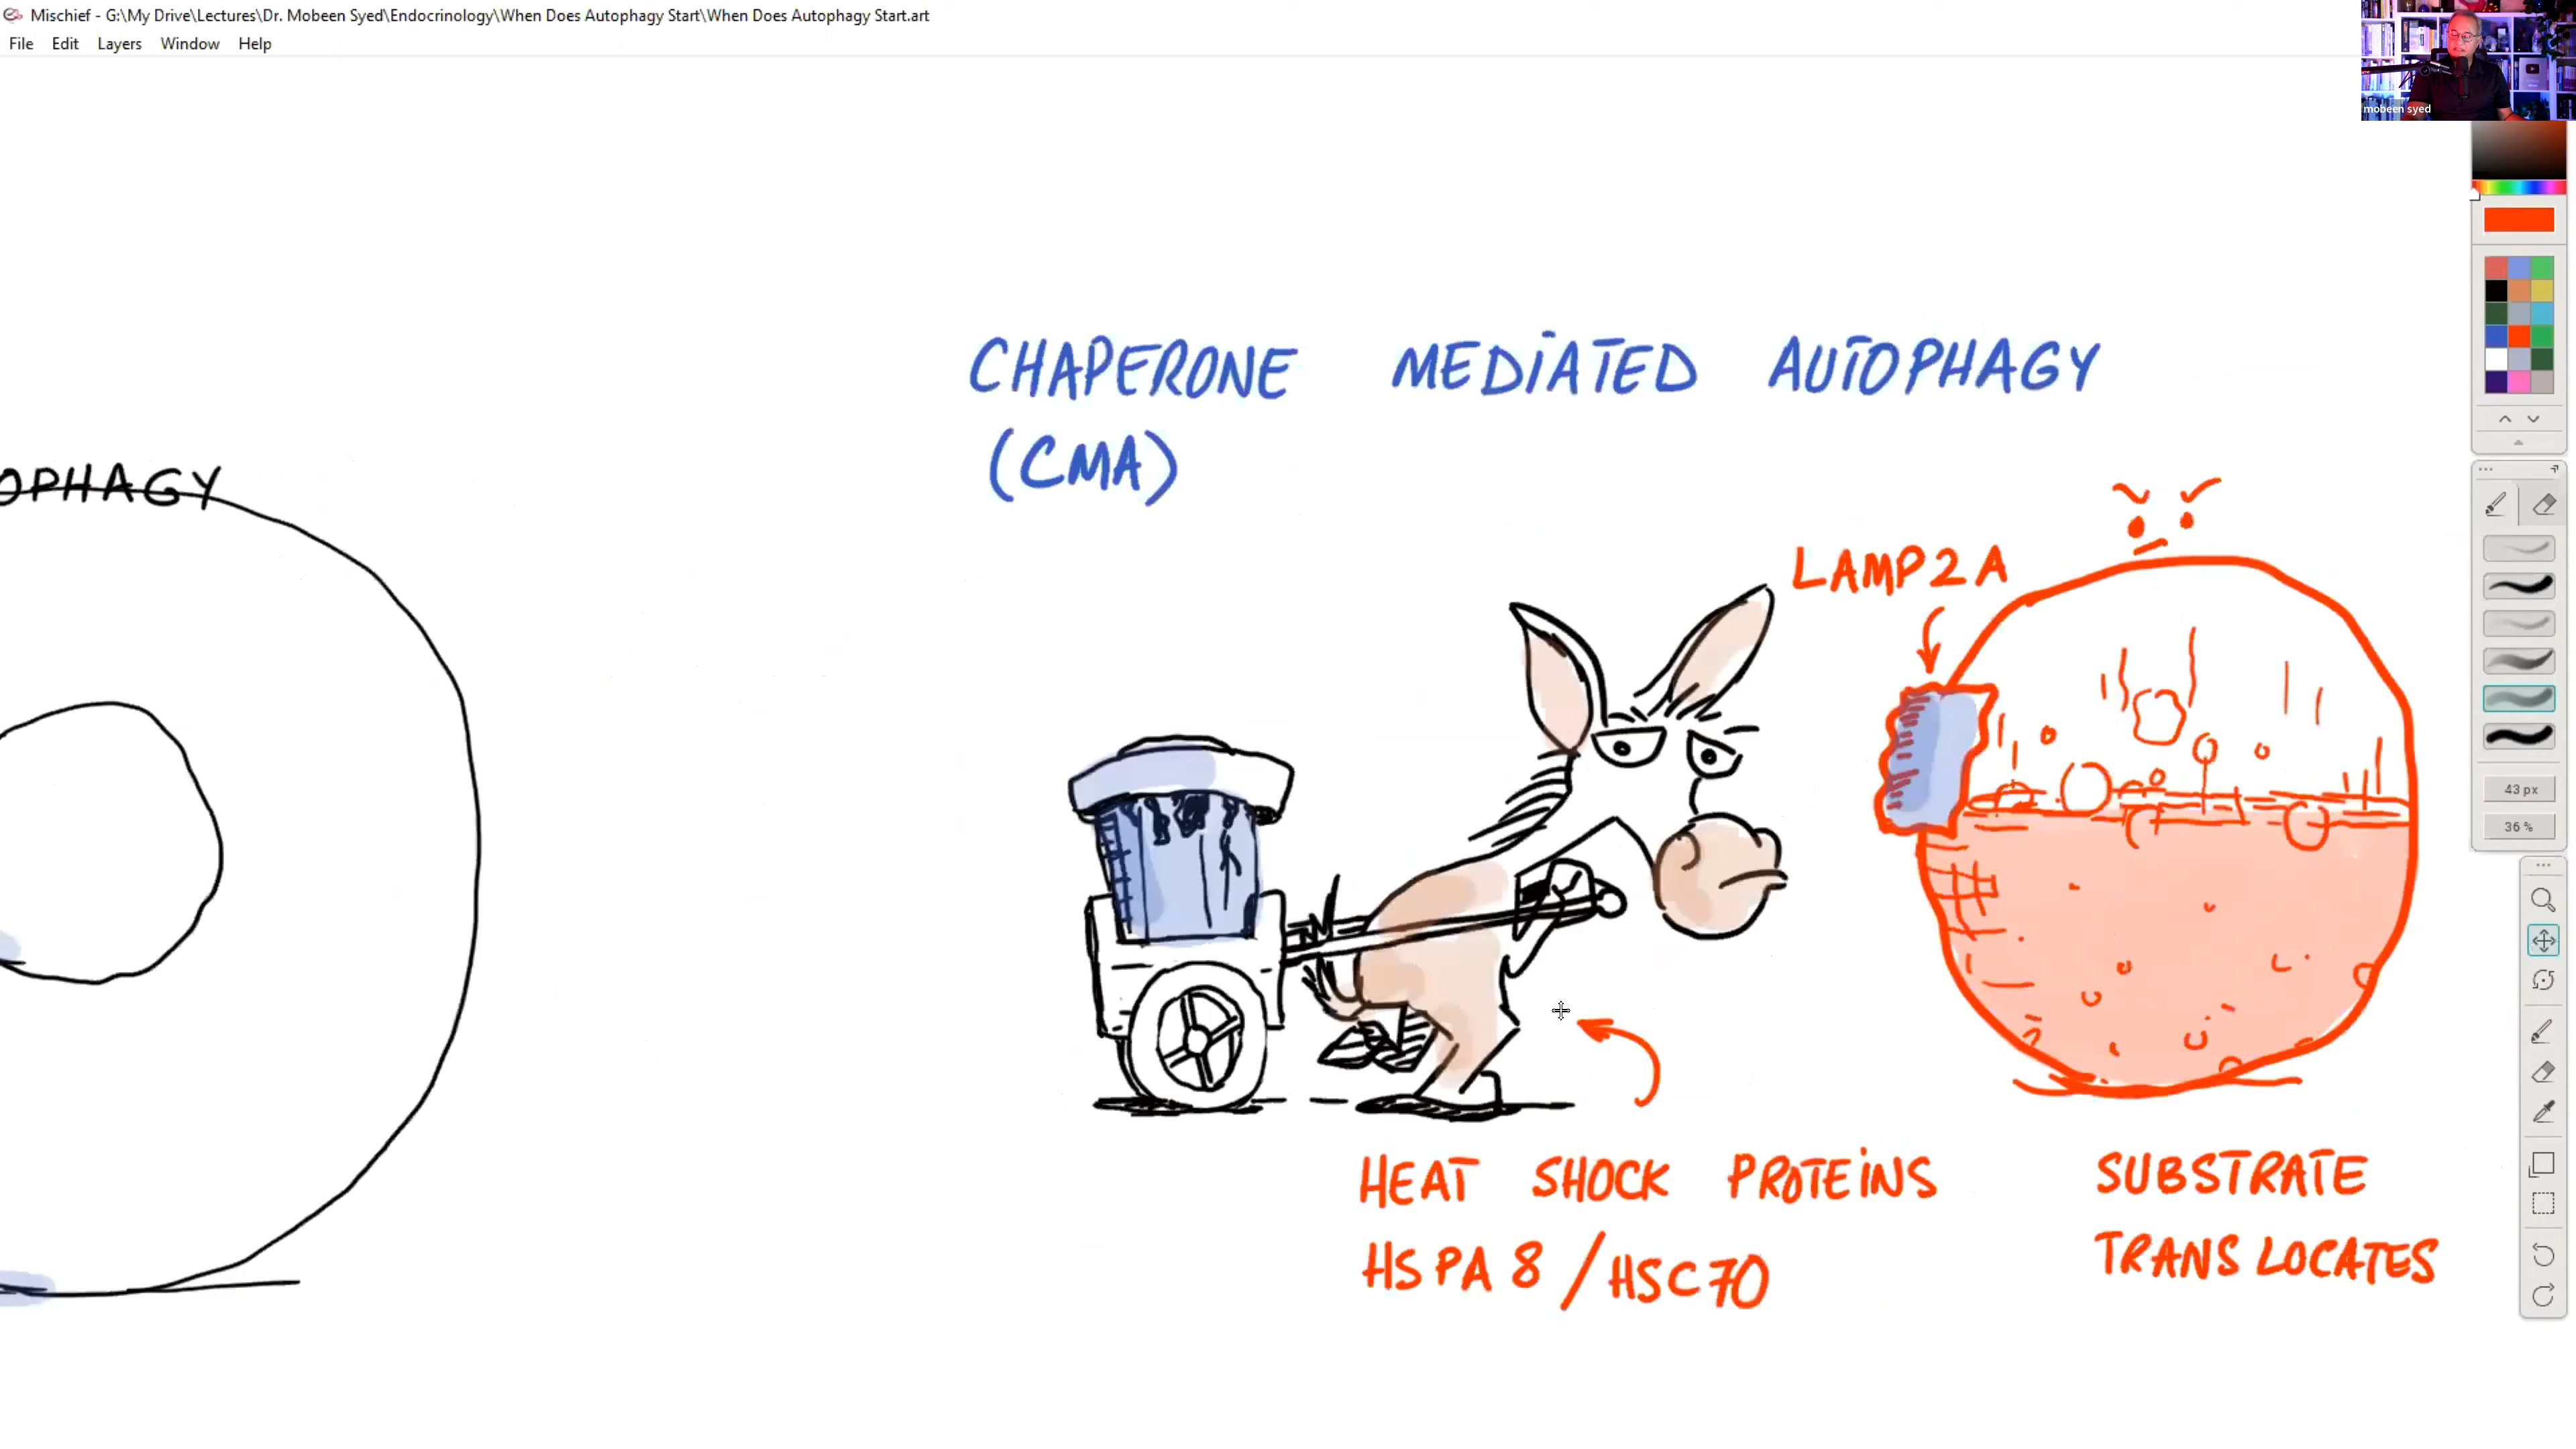 Mischief - G:\My Drive\Lectures\Dr. Mobeen Syed\Endocrinology\When Does Autophagy Start\When Does Autophagy Start.art
File Edit Layers Window Help
mobeen syed
CHAPERONE MEDIATED AUTOPHAGY
(CMA)
OPHAGY
LAMP2A
43 px
36 %
HEAT SHOCK PROTEINS
HSPA8/HSC70
SUBSTRATE
TRANSLOCATES